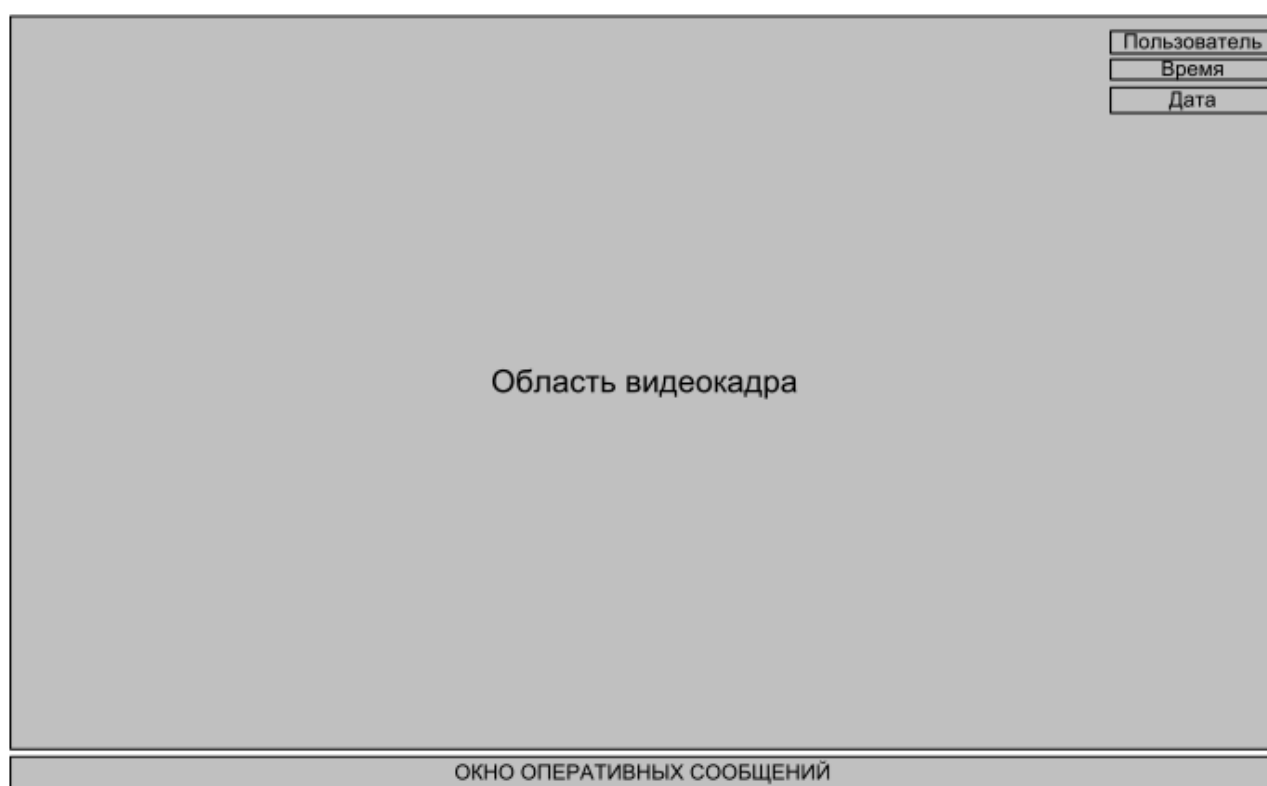 Пользователь
Время
Дата
Область видеокадра
ОКНО ОПЕРАТИВНЫХ СООБЩЕНИЙ